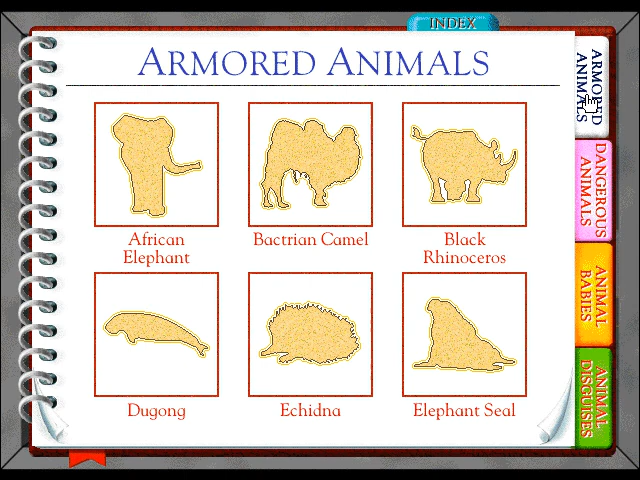 INDEX
ARMORED ANIMALS
African
Elephant
Bactrian Camel
Black
Rhinoceros
Dugong
Echidna
Elephant Seal
ARMORED
ANIMALS
DANGEROUS
ANIMALS
ANIMAL
BABIES
ANIMAL
DISGUISES